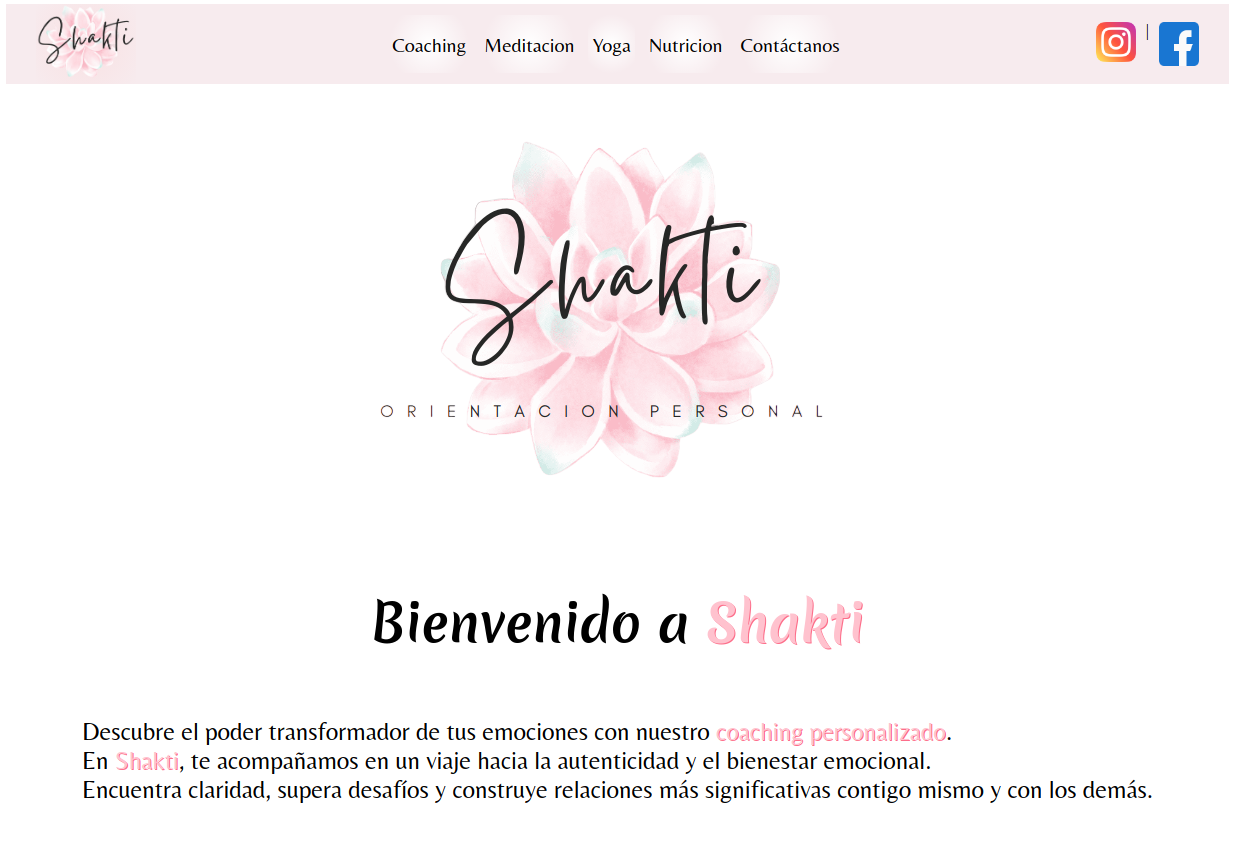 Shakti
Coaching Meditacion Yoga Nutricion Contáctanos
|
Shakti
ORIENTACION PERSONAL
Bienvenido a Shakti
Descubre el poder transformador de tus emociones con nuestro coaching personalizado.
En Shakti, te acompañamos en un viaje hacia la autenticidad y el bienestar emocional.
Encuentra claridad, supera desafíos y construye relaciones más significativas contigo mismo y con los demás.